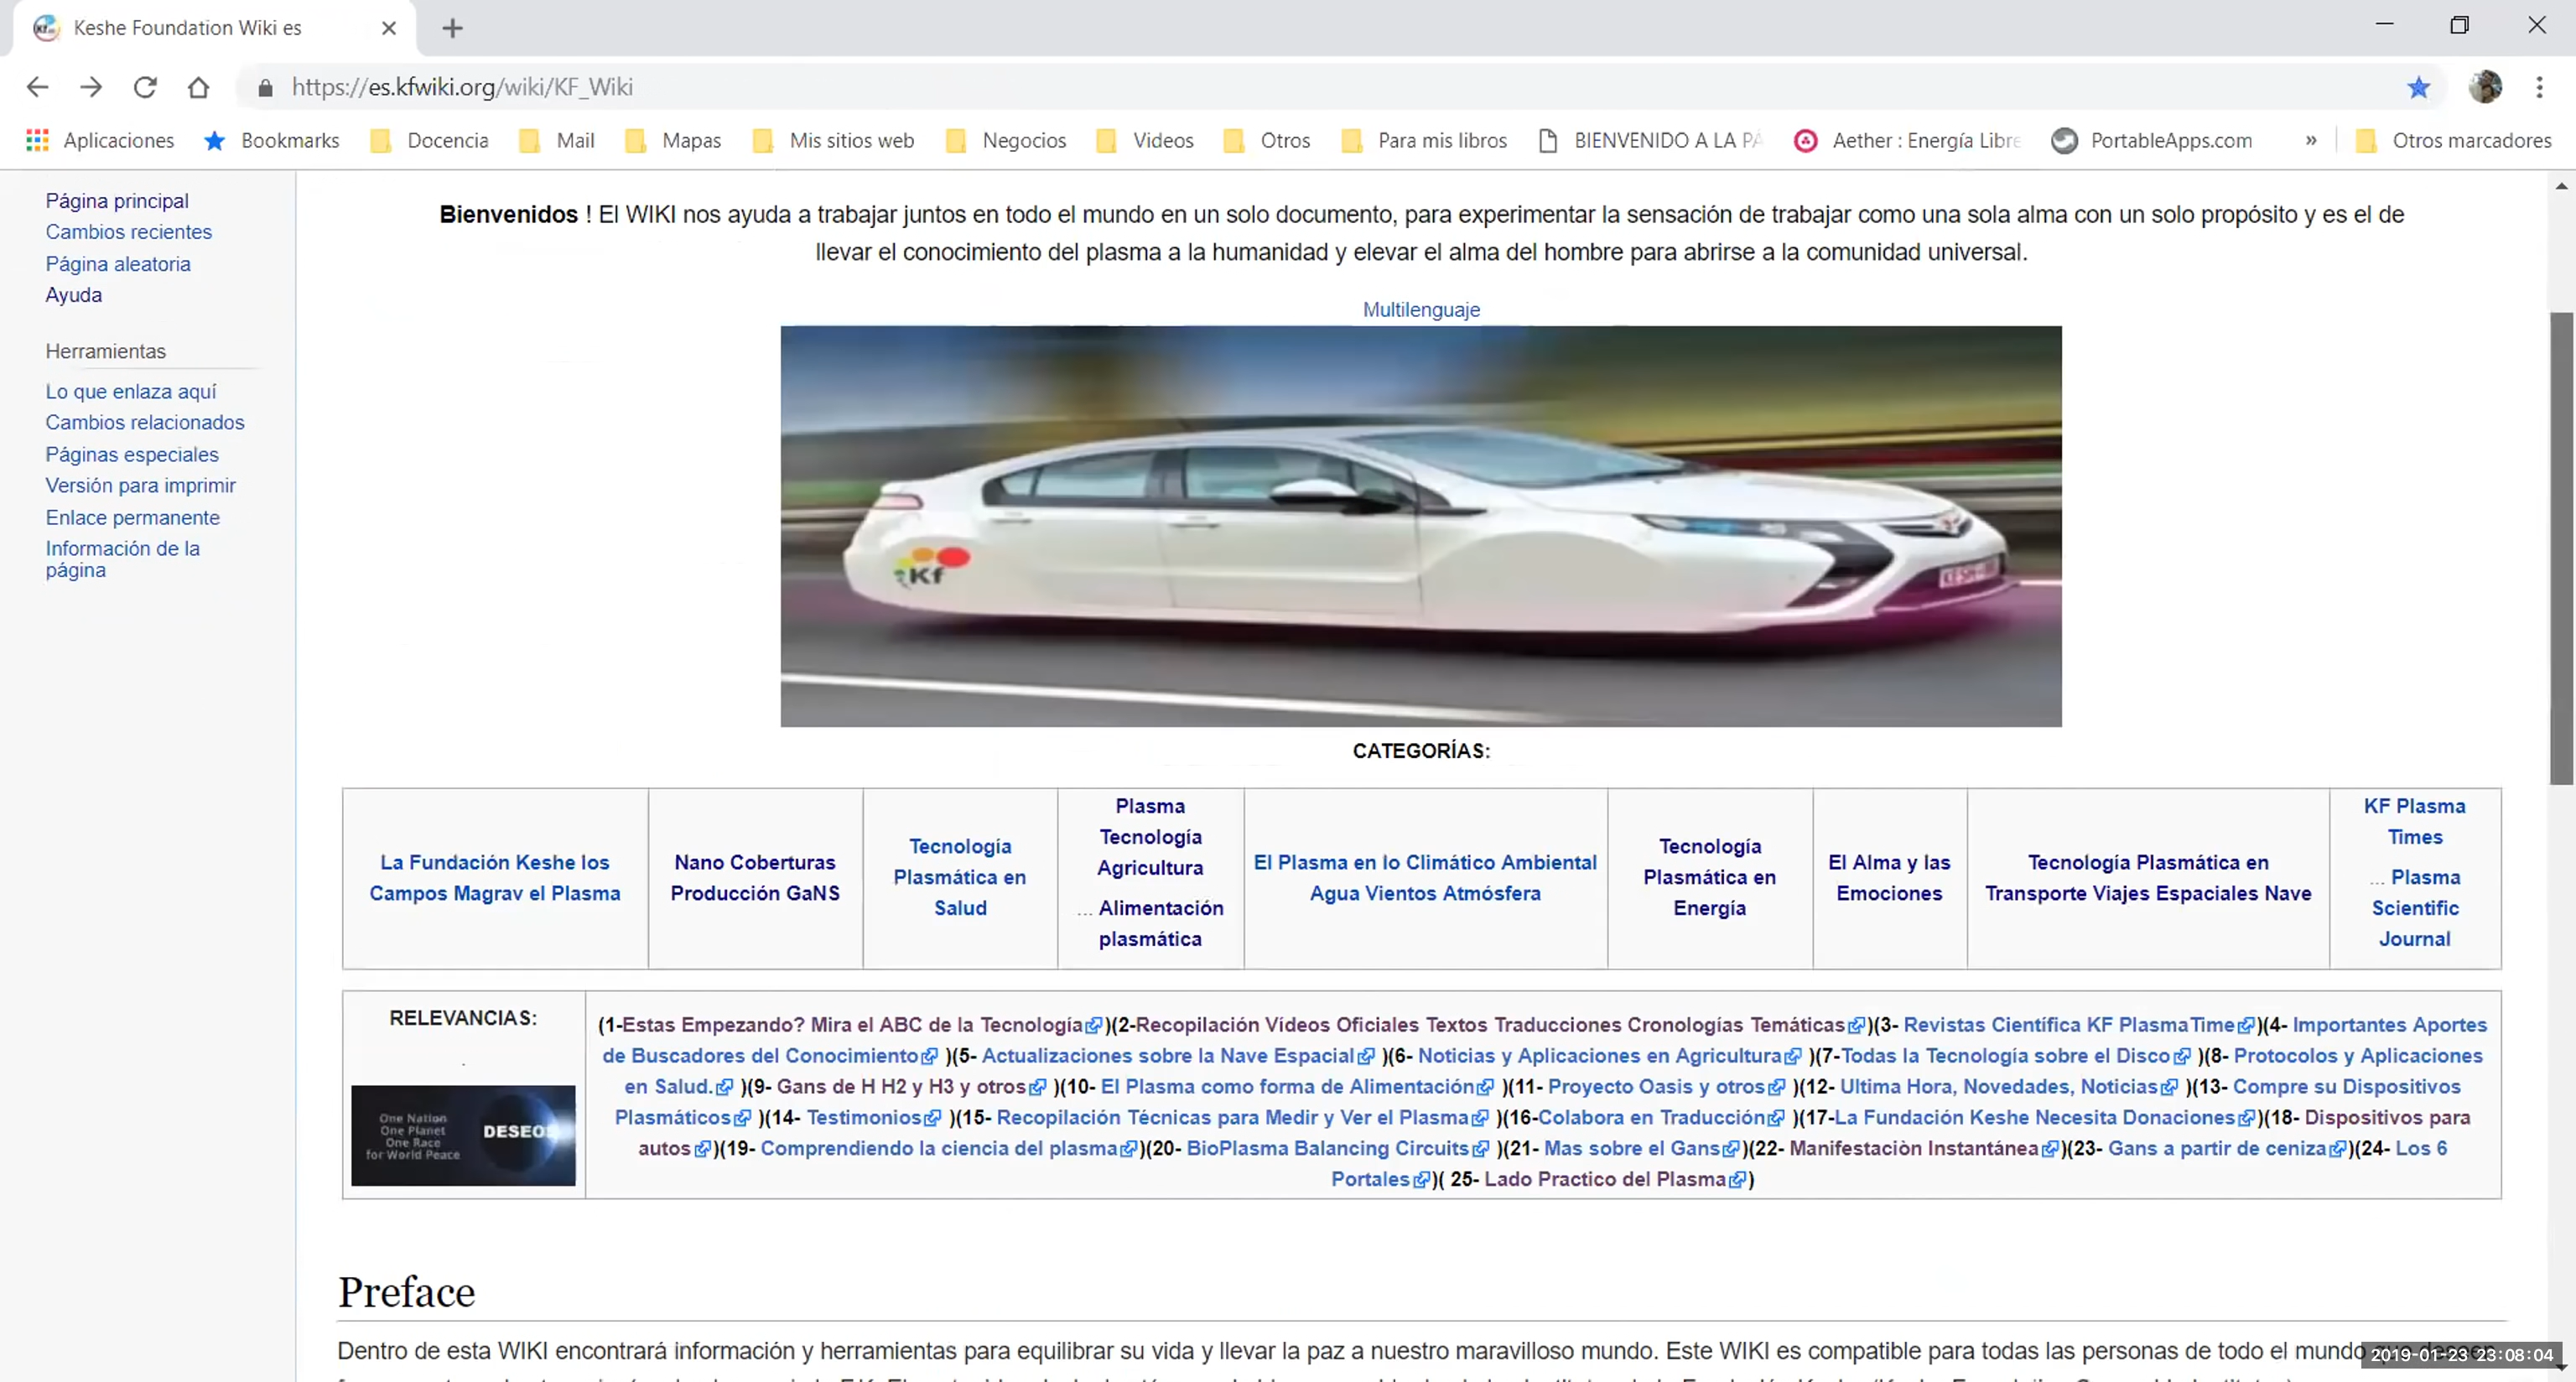 Keshe Foundation Wiki es
https://es.kfwiki.org/wiki/KF_Wiki
Aplicaciones Bookmarks Docencia Mail Mapas Mis sitios web Negocios Videos Otros Para mis libros BIENVENIDO A LA PÁ Aether : Energía Libre PortableApps.com » Otros marcadores
Página principal
Cambios recientes
Página aleatoria
Ayuda
Herramientas
Lo que enlaza aquí
Cambios relacionados
Páginas especiales
Versión para imprimir
Enlace permanente
Información de la
página
Bienvenidos ! El WIKI nos ayuda a trabajar juntos en todo el mundo en un solo documento, para experimentar la sensación de trabajar como una sola alma con un solo propósito y es el de
llevar el conocimiento del plasma a la humanidad y elevar el alma del hombre para abrirse a la comunidad universal.
Multilenguaje
Kf
CATEGORÍAS:
La Fundación Keshe los
Campos Magrav el Plasma
Nano Coberturas
Producción GaNS
Tecnología
Plasmática en
Salud
Plasma
Tecnología
Agricultura
... Alimentación
plasmática
El Plasma en lo Climático Ambiental
Agua Vientos Atmósfera
Tecnología
Plasmática en
Energía
El Alma y las
Emociones
Tecnología Plasmática en
Transporte Viajes Espaciales Nave
KF Plasma
Times
... Plasma
Scientific
Journal
RELEVANCIAS:
.
One Nation
One Planet
One Race
for World Peace
DESEOS
(1-Estas Empezando? Mira el ABC de la Tecnología)(2-Recopilación Vídeos Oficiales Textos Traducciones Cronologías Temáticas)(3- Revistas Científica KF PlasmaTime)(4- Importantes Aportes
de Buscadores del Conocimiento )(5- Actualizaciones sobre la Nave Espacial )(6- Noticias y Aplicaciones en Agricultura )(7-Todas la Tecnología sobre el Disco )(8- Protocolos y Aplicaciones
en Salud. )(9- Gans de H H2 y H3 y otros )(10- El Plasma como forma de Alimentación )(11- Proyecto Oasis y otros )(12- Ultima Hora, Novedades, Noticias )(13- Compre su Dispositivos
Plasmáticos )(14- Testimonios )(15- Recopilación Técnicas para Medir y Ver el Plasma )(16-Colabora en Traducción )(17-La Fundación Keshe Necesita Donaciones )(18- Dispositivos para
autos )(19- Comprendiendo la ciencia del plasma)(20- BioPlasma Balancing Circuits )(21- Mas sobre el Gans)(22- Manifestaciòn Instantánea)(23- Gans a partir de ceniza)(24- Los 6
Portales)( 25- Lado Practico del Plasma)
Preface
Dentro de esta WIKI encontrará información y herramientas para equilibrar su vida y llevar la paz a nuestro maravilloso mundo. Este WIKI es compatible para todas las personas de todo el mundo que deseen
2019-01-23 23:08:04